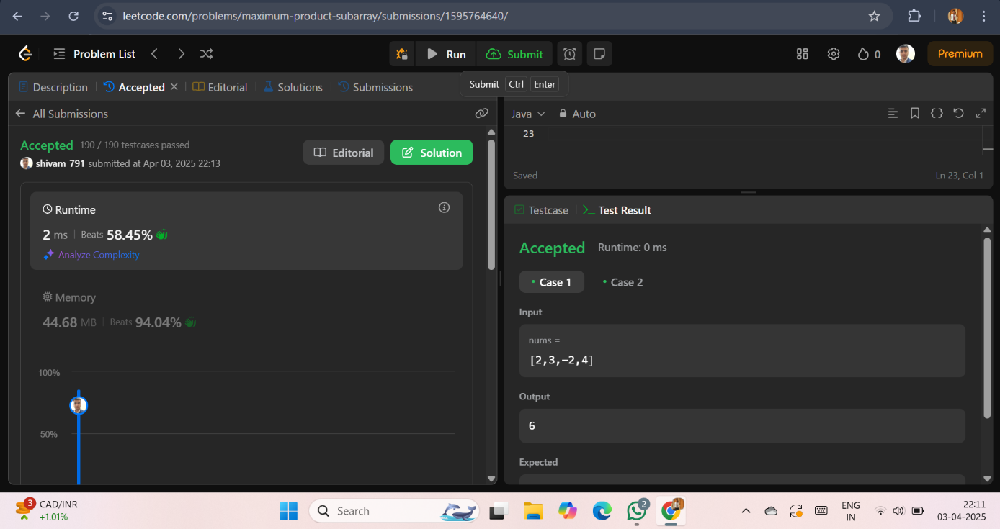 leetcode.com/problems/maximum-product-subarray/submissions/1595764640/
Problem List
Run
Submit
0
Premium
Description
Accepted
Editorial
Solutions
Submissions
Submit Ctrl Enter
All Submissions
Java
Auto
Accepted 190 / 190 testcases passed
shivam_791 submitted at Apr 03, 2025 22:13
Editorial
Solution
23
Saved
Ln 23, Col 1
Runtime
2 ms Beats 58.45%
Analyze Complexity
Memory
44.68 MB Beats 94.04%
100%
50%
Testcase
>_ Test Result
Accepted Runtime: 0 ms
• Case 1
• Case 2
Input
nums =
[2,3,-2,4]
Output
6
Expected
3
CAD/INR
+1.01%
Search
2
ENG
IN
22:11
03-04-2025